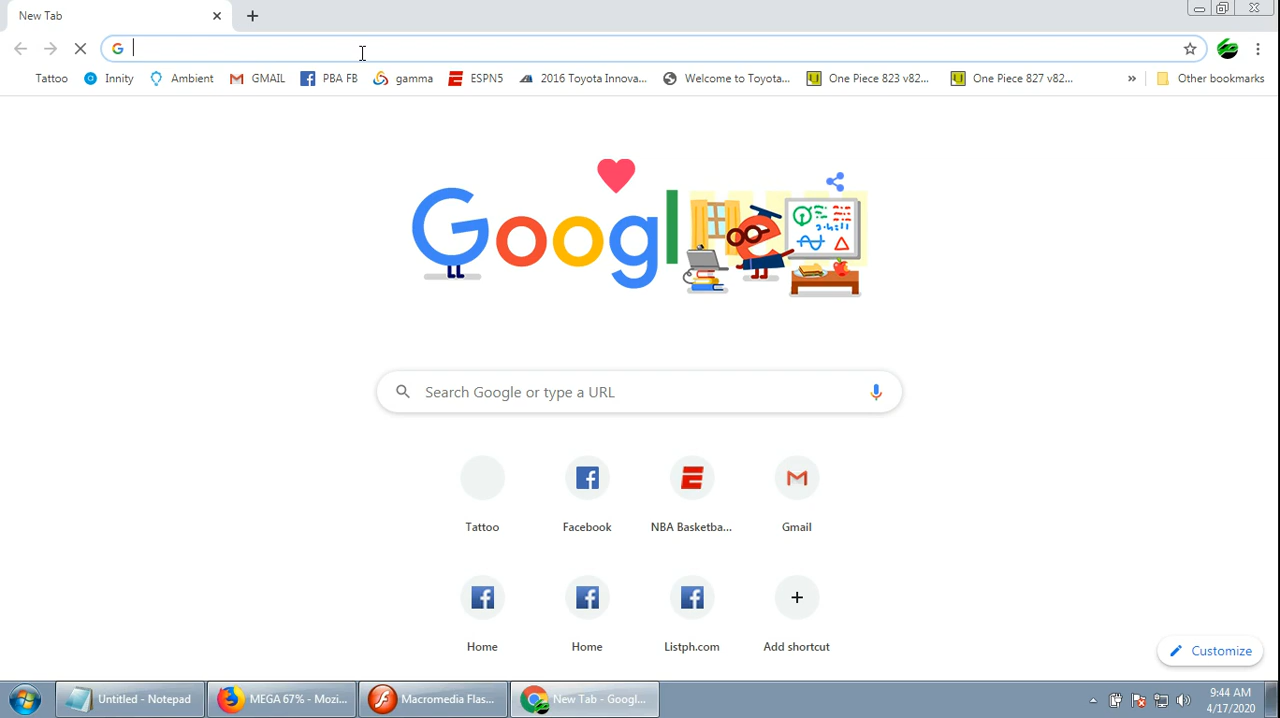 New Tab
Tattoo Innity Ambient GMAIL PBA FB gamma ESPN5 2016 Toyota Innova... Welcome to Toyota... One Piece 823 v82... One Piece 827 v82... » Other bookmarks
Google
Search Google or type a URL
Tattoo Facebook NBA Basketba... Gmail
Home Home Listph.com Add shortcut
Customize
Untitled - Notepad MEGA 67% - Mozi... Macromedia Flas... New Tab - Googl... 9:44 AM
4/17/2020